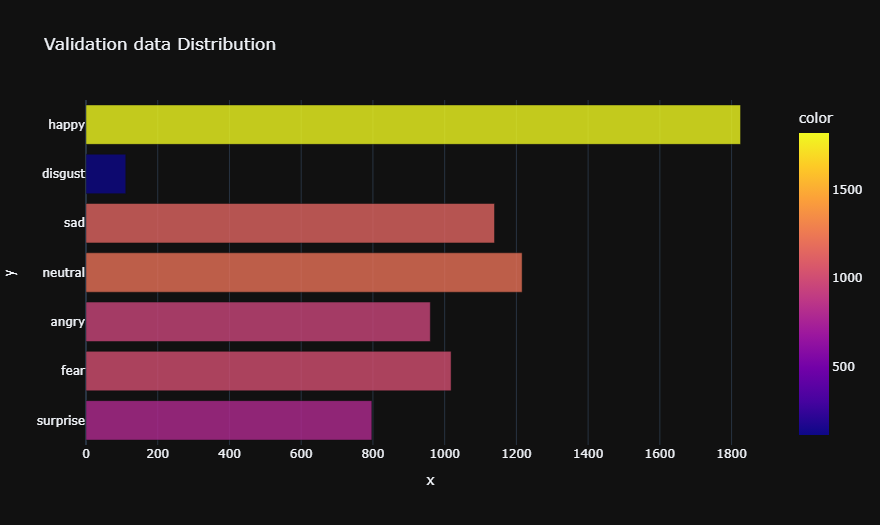 Validation data Distribution
happy
disgust
sad
neutral
angry
fear
surprise
y
0 200 400 600 800 1000 1200 1400 1600 1800
x
color
1500
1000
500